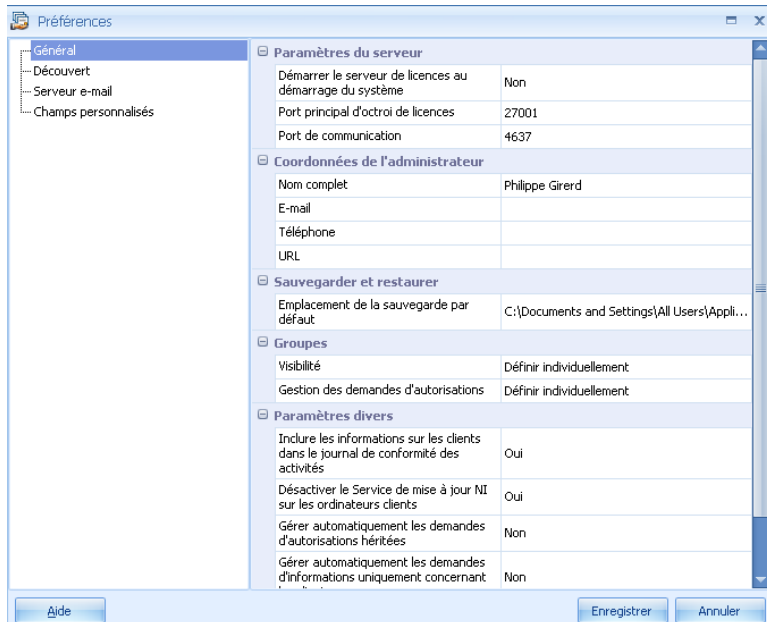 Préférences
Général
Découvert
Serveur e-mail
Champs personnalisés
Paramètres du serveur
Démarrer le serveur de licences au
démarrage du système
Non
Port principal d'octroi de licences
27001
Port de communication
4637
Coordonnées de l'administrateur
Nom complet
Philippe Girerd
E-mail
Téléphone
URL
Sauvegarder et restaurer
Emplacement de la sauvegarde par
défaut
C:\Documents and Settings\All Users\Appli...
Groupes
Visibilité
Définir individuellement
Gestion des demandes d'autorisations
Définir individuellement
Paramètres divers
Inclure les informations sur les clients
dans le journal de conformité des
activités
Oui
Désactiver le Service de mise à jour NI
sur les ordinateurs clients
Oui
Gérer automatiquement les demandes
d'autorisations héritées
Non
Gérer automatiquement les demandes
d'informations uniquement concernant
Non
Aide
Enregistrer
Annuler